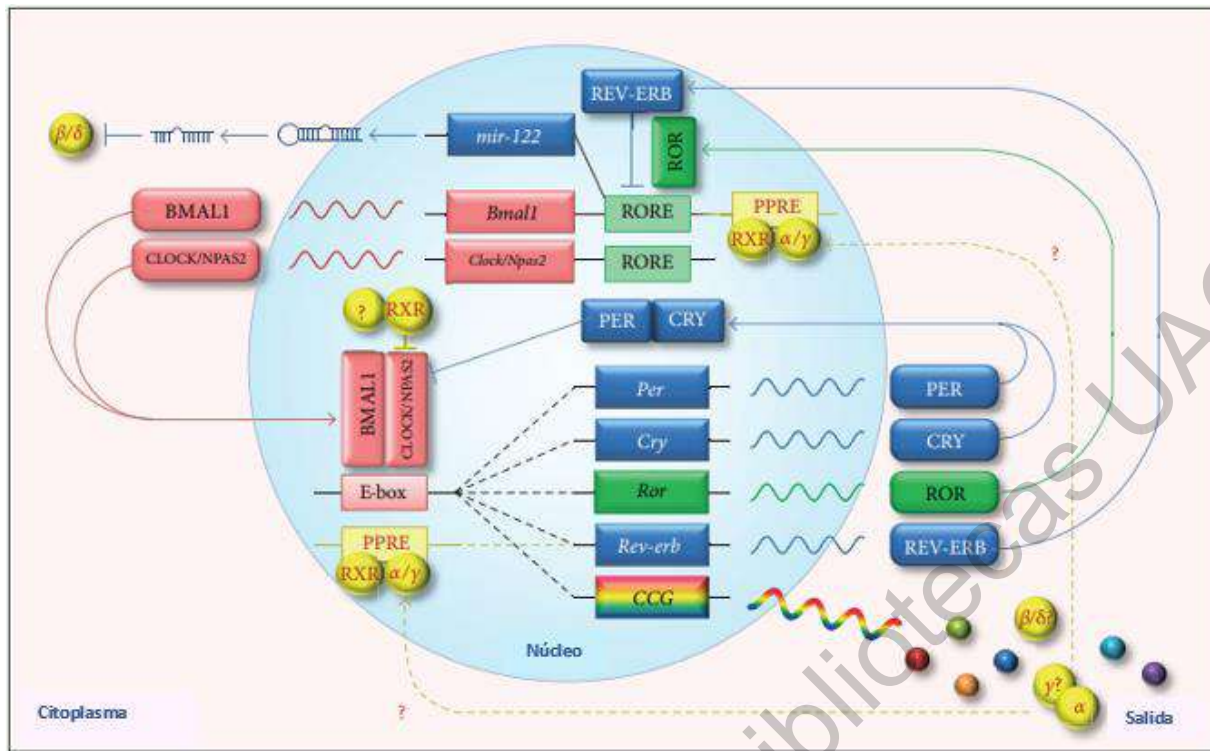 REV-ERB
β/δ
mir-122
ROR
BMAL1
Bmal1
RORE
PPRE
RXR α/γ
?
CLOCK/NPAS2
Clock/Npas2
RORE
? RXR
PER CRY
BMAL1
CLOCK/NPAS2
Per
PER
Cry
CRY
E-box
Ror
ROR
PPRE
RXR α/γ
Rev-erb
REV-ERB
CCG
β/δ?
Núcleo
γ?
α
Citoplasma
?
Salida
Bibliotecas UA